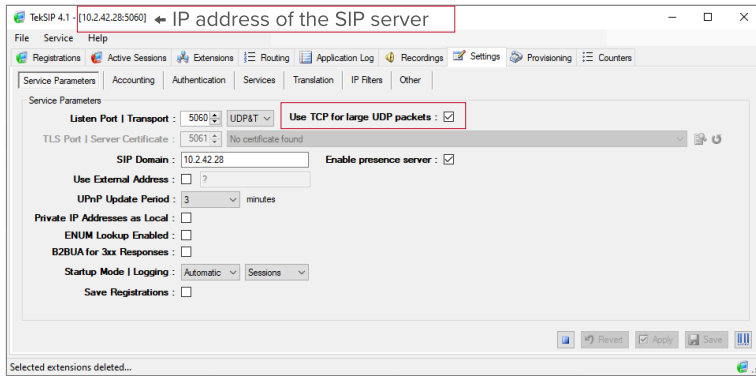 TekSIP 4.1 - [10.2.42.28:5060] IP address of the SIP server
File Service Help
Registrations Active Sessions Extensions Routing Application Log Recordings Settings Provisioning Counters
Service Parameters Accounting Authentication Services Translation IP Filters Other
Service Parameters
Listen Port | Transport : 5060 UDP&T Use TCP for large UDP packets :
TLS Port | Server Certificate : 5061 No certificate found
SIP Domain : 10.2.42.28 Enable presence server :
Use External Address : ?
UPnP Update Period : 3 minutes
Private IP Addresses as Local :
ENUM Lookup Enabled :
B2BUA for 3xx Responses :
Startup Mode | Logging : Automatic Sessions
Save Registrations :
Revert Apply Save
Selected extensions deleted...